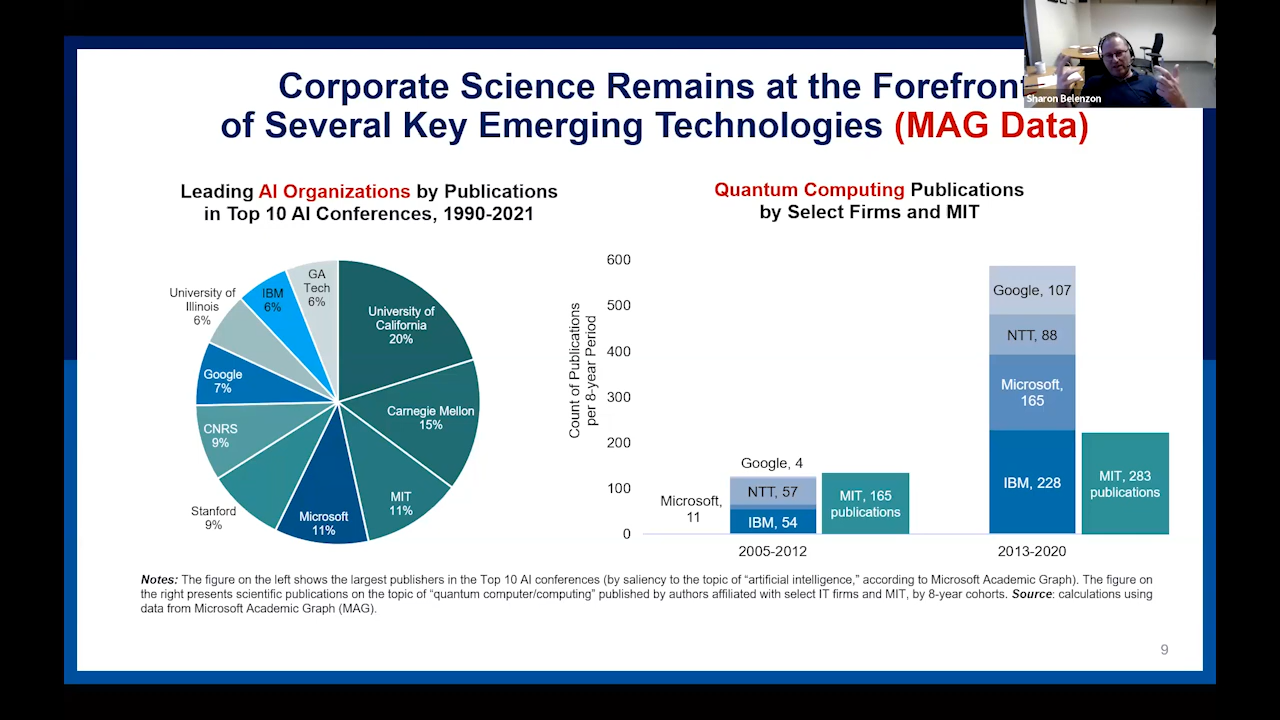 Corporate Science Remains at the Forefront
of Several Key Emerging Technologies (MAG Data)
Sharon Belenzon
Leading AI Organizations by Publications
in Top 10 AI Conferences, 1990-2021
GA
Tech
6%
University of
California
20%
Carnegie Mellon
15%
MIT
11%
Microsoft
11%
Stanford
9%
CNRS
9%
Google
7%
University of
Illinois
6%
IBM
6%
Quantum Computing Publications
by Select Firms and MIT
Count of Publications
per 8-year Period
600
500
400
300
200
100
0
Google, 4
NTT, 57
Microsoft,
11
IBM, 54
MIT, 165
publications
2005-2012
Google, 107
NTT, 88
Microsoft,
165
IBM, 228
MIT, 283
publications
2013-2020
Notes: The figure on the left shows the largest publishers in the Top 10 AI conferences (by saliency to the topic of “artificial intelligence,” according to Microsoft Academic Graph). The figure on
the right presents scientific publications on the topic of “quantum computer/computing” published by authors affiliated with select IT firms and MIT, by 8-year cohorts. Source: calculations using
data from Microsoft Academic Graph (MAG).
9